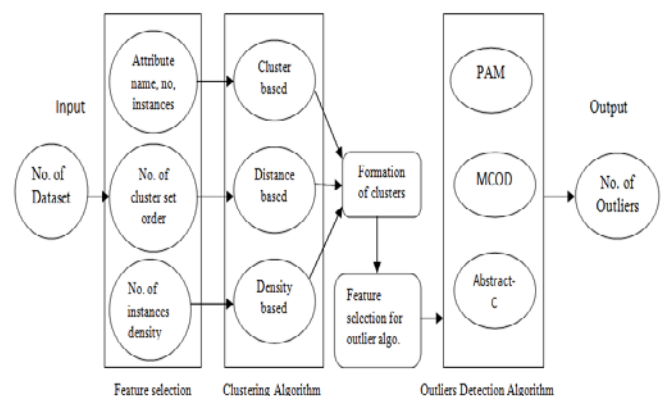 Input
No. of
Dataset
Attribute
name, no,
instances
No. of
cluster set
order
No. of
instances
density
Feature selection
Cluster
based
Distance
based
Density
based
Clustering Algorithm
Formation
of clusters
Feature
selection for
outlier algo.
PAM
MCOD
Abstract-
C
Outliers Detection Algorithm
Output
No. of
Outliers